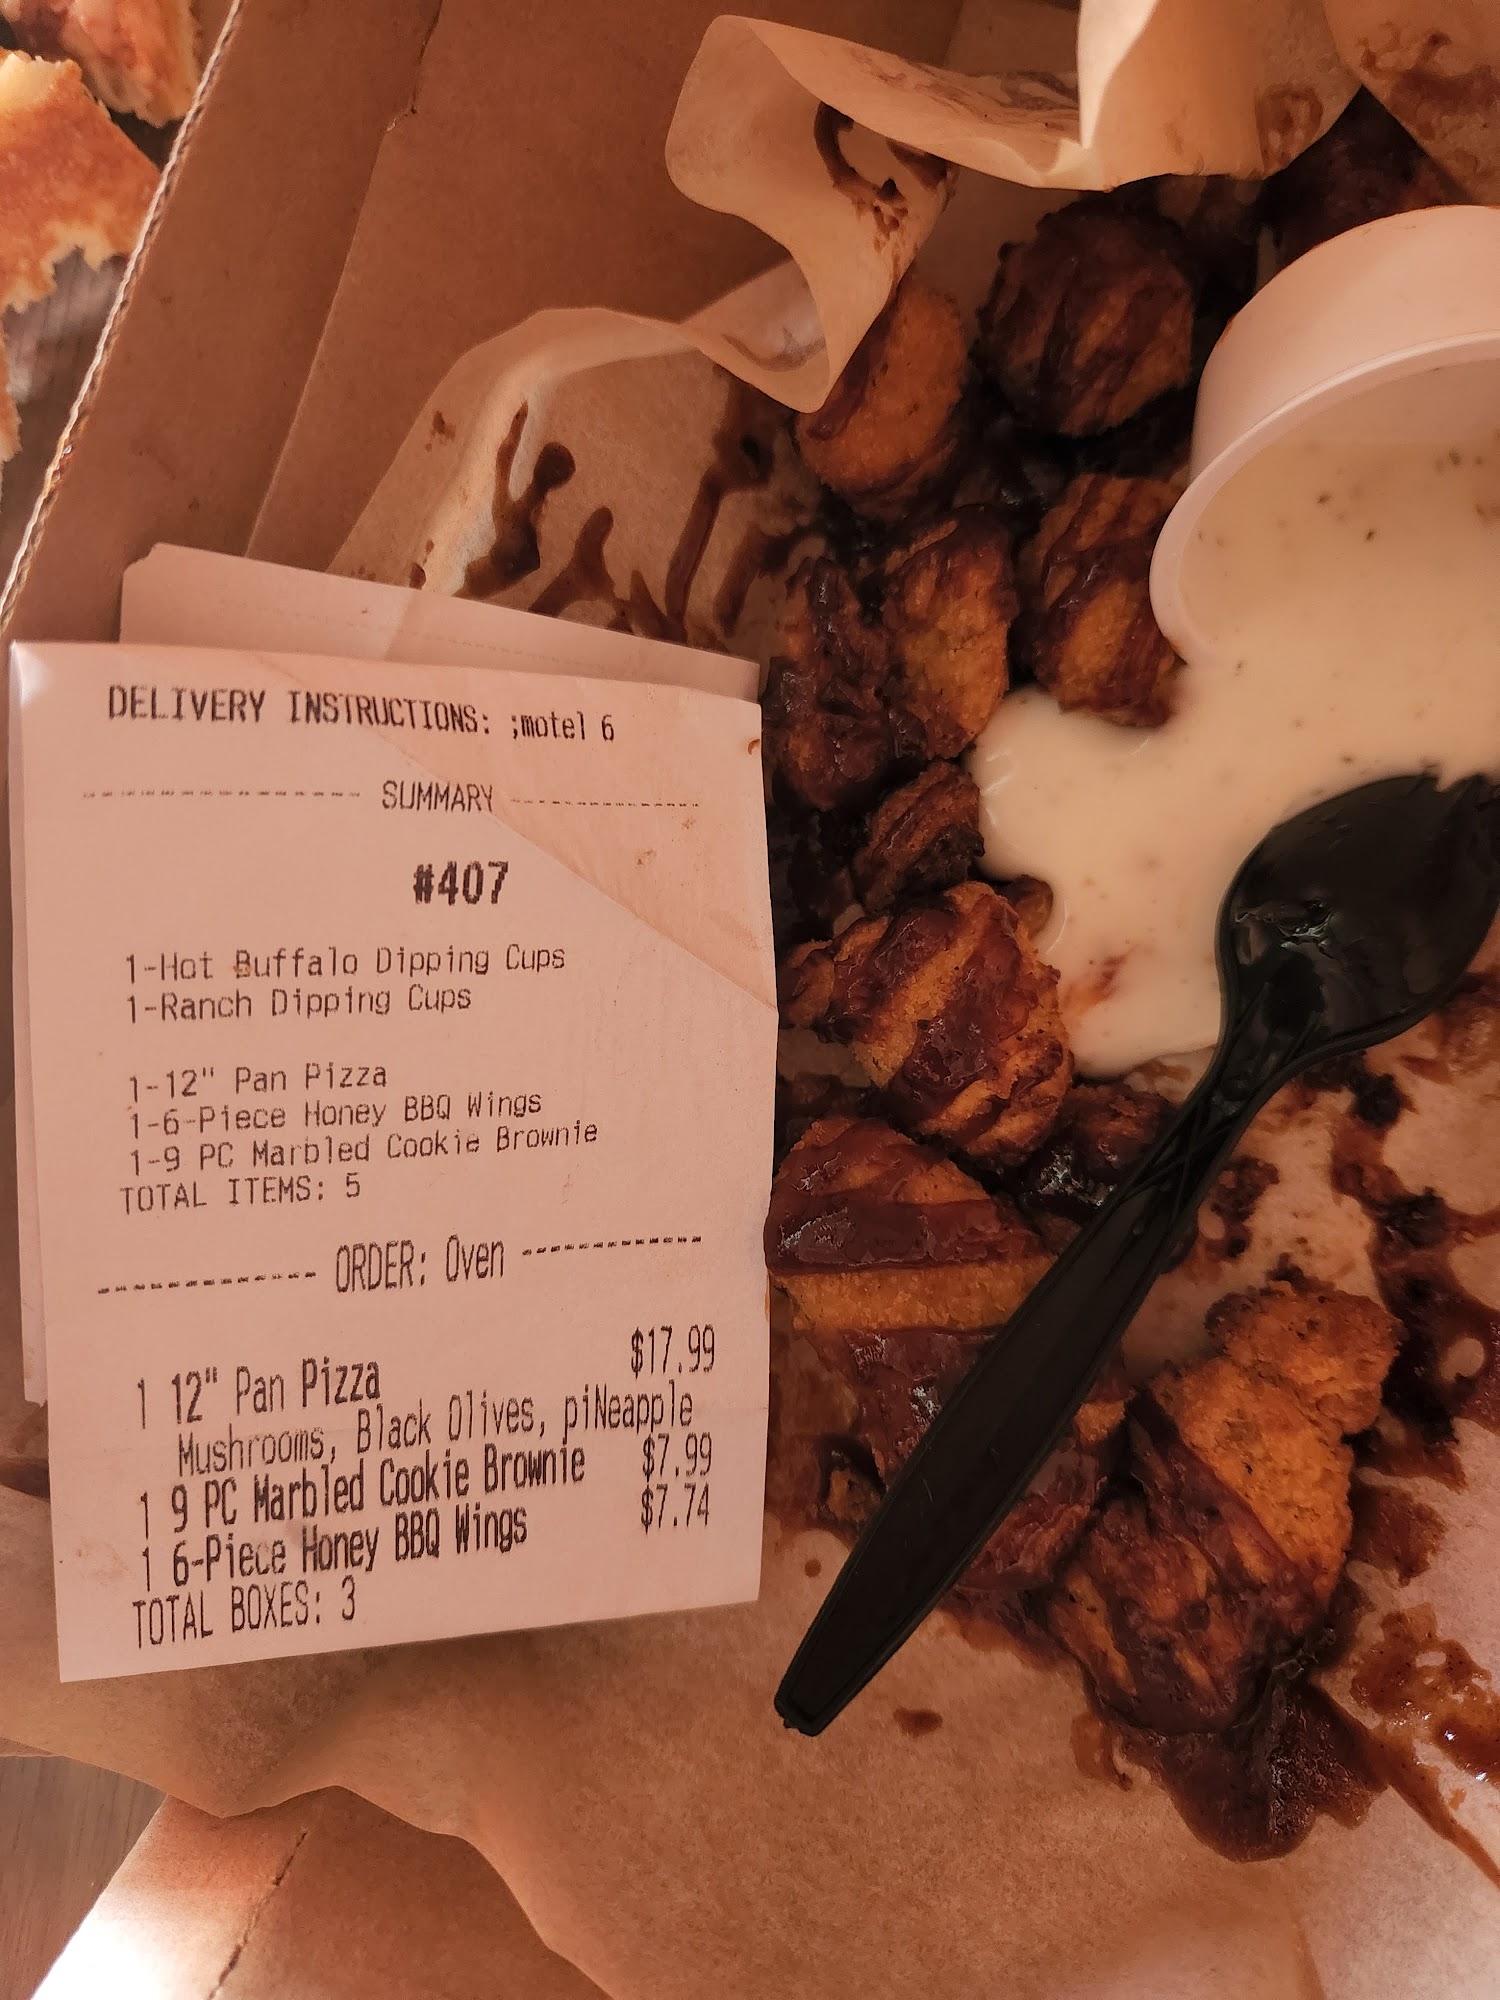 DELIVERY INSTRUCTIONS: ;motel 6
---------------- SUMMARY ----------------
#407
1-Hot Buffalo Dipping Cups
1-Ranch Dipping Cups
1-12" Pan Pizza
1-6-Piece Honey BBQ Wings
1-9 PC Marbled Cookie Brownie
TOTAL ITEMS: 5
------------- ORDER: Oven -------------
1 12" Pan Pizza $17.99
Mushrooms, Black Olives, piNeapple
1 9 PC Marbled Cookie Brownie $7.99
1 6-Piece Honey BBQ Wings $7.74
TOTAL BOXES: 3